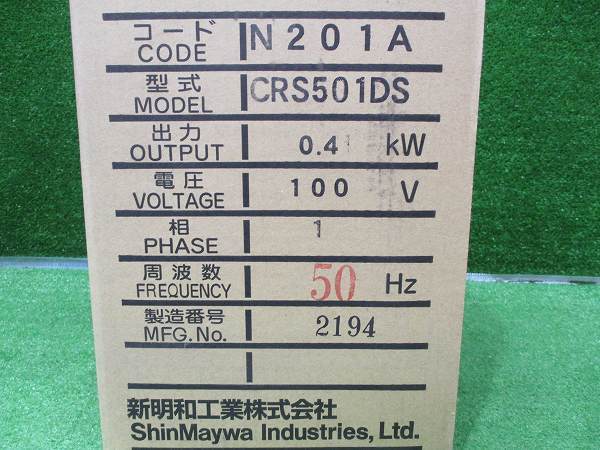 コード N201A
CODE
型式 CRS501DS
MODEL
出力 0.4 kW
OUTPUT
電圧 100 V
VOLTAGE
相 1
PHASE
周波数 50 Hz
FREQUENCY
製造番号 2194
MFG.No.
新明和工業株式会社
ShinMaywa Industries, Ltd.